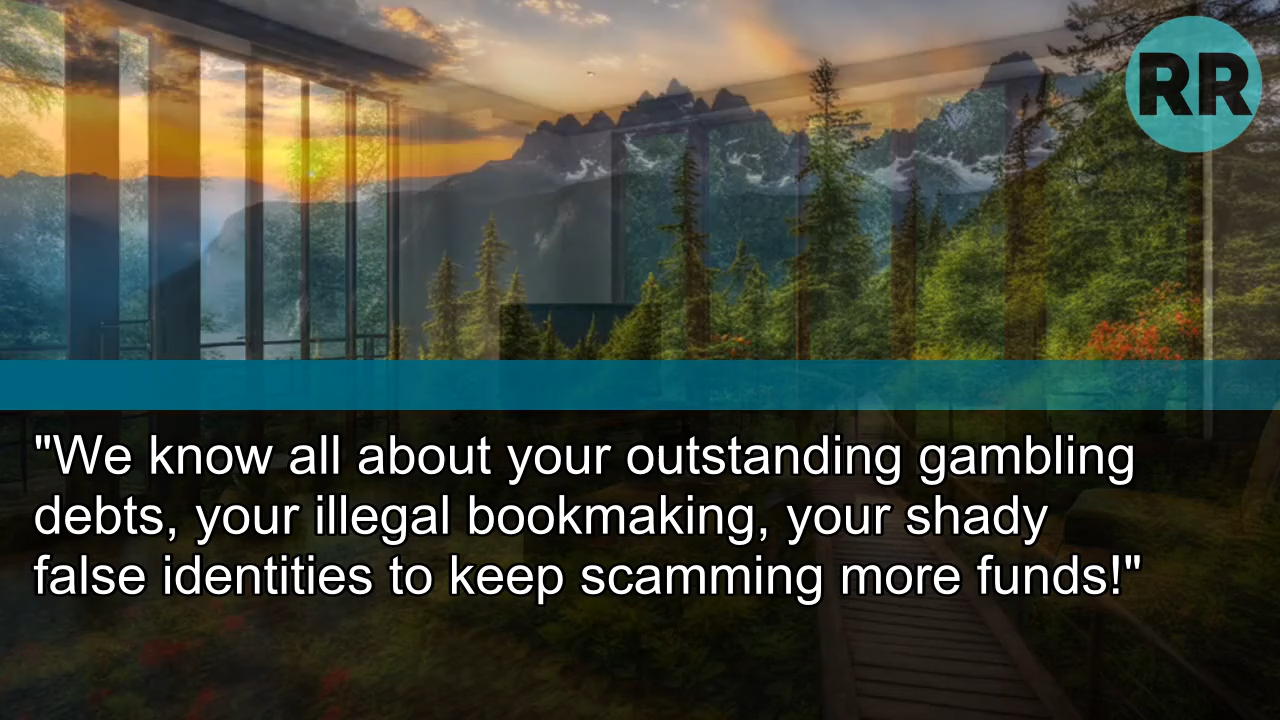 RR
"We know all about your outstanding gambling
debts, your illegal bookmaking, your shady
false identities to keep scamming more funds!"